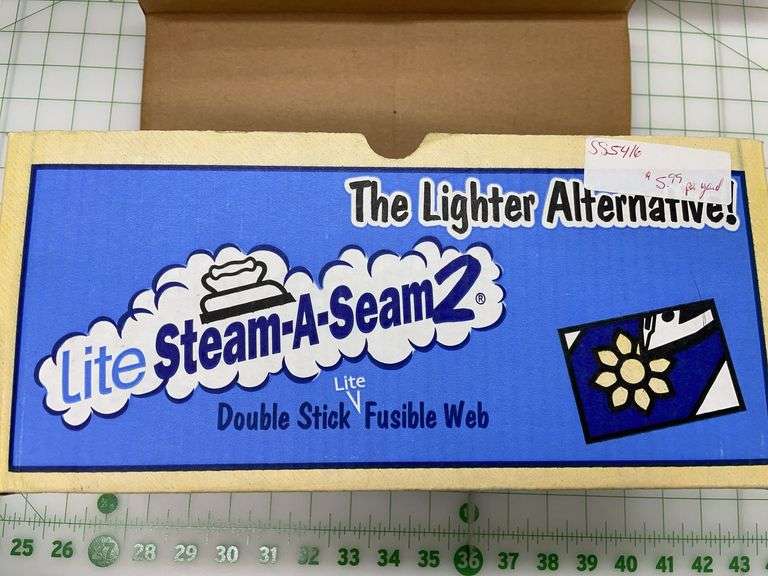 SS5416
$5.99 per yard
The Lighter Alternative!
Lite Steam-A-Seam2®
Lite
Double Stick Fusible Web
25 26 27 28 29 30 31 32 33 34 35 36 37 38 39 40 41 42 43